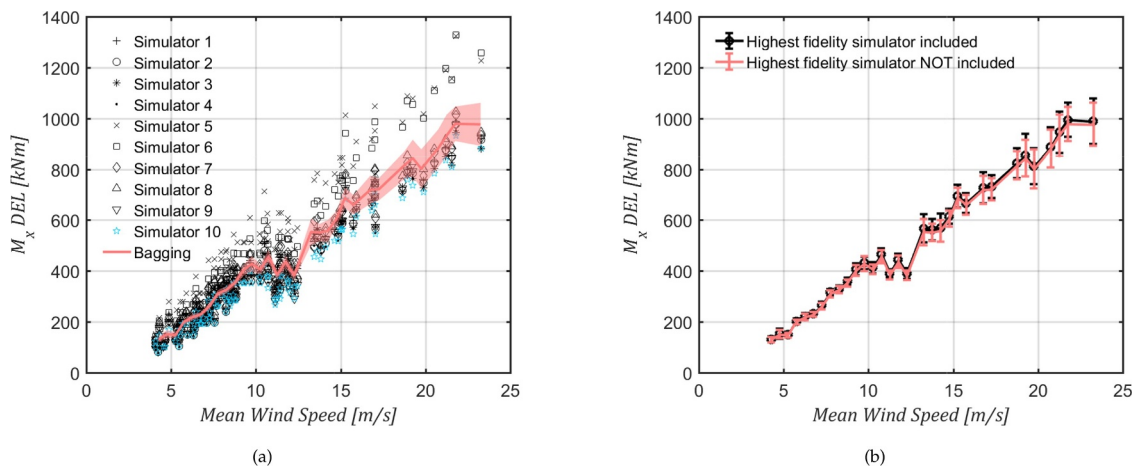 1400
1200
1000
800
600
400
200
0
M_x DEL [kNm]
Simulator 1
Simulator 2
Simulator 3
Simulator 4
Simulator 5
Simulator 6
Simulator 7
Simulator 8
Simulator 9
Simulator 10
Bagging
0 5 10 15 20 25
Mean Wind Speed [m/s]
(a)
1400
1200
1000
800
600
400
200
0
M_x DEL [kNm]
Highest fidelity simulator included
Highest fidelity simulator NOT included
0 5 10 15 20 25
Mean Wind Speed [m/s]
(b)